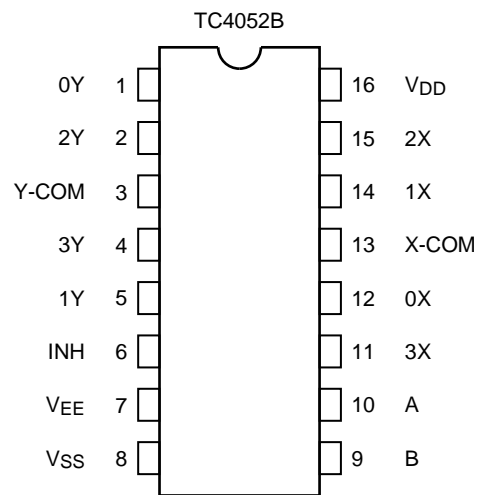 TC4052B
0Y 1 16 VDD
2Y 2 15 2X
Y-COM 3 14 1X
3Y 4 13 X-COM
1Y 5 12 0X
INH 6 11 3X
VEE 7 10 A
VSS 8 9 B